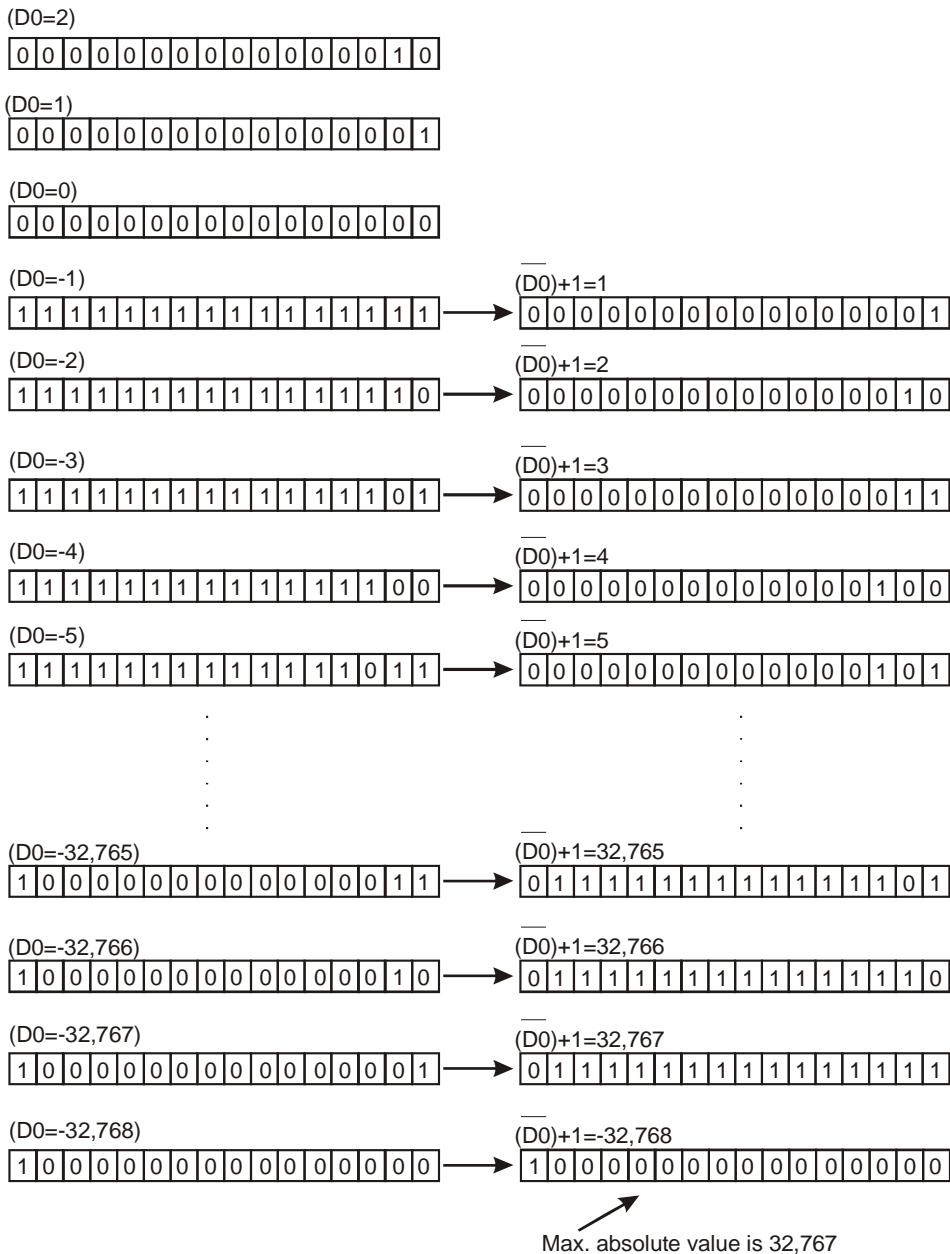 (D0=2)
0 0 0 0 0 0 0 0 0 0 0 0 0 0 1 0
(D0=1)
0 0 0 0 0 0 0 0 0 0 0 0 0 0 0 1
(D0=0)
0 0 0 0 0 0 0 0 0 0 0 0 0 0 0 0
(D0=-1)
1 1 1 1 1 1 1 1 1 1 1 1 1 1 1 1
(D0)+1=1
0 0 0 0 0 0 0 0 0 0 0 0 0 0 0 1
(D0=-2)
1 1 1 1 1 1 1 1 1 1 1 1 1 1 1 0
(D0)+1=2
0 0 0 0 0 0 0 0 0 0 0 0 0 0 1 0
(D0=-3)
1 1 1 1 1 1 1 1 1 1 1 1 1 1 0 1
(D0)+1=3
0 0 0 0 0 0 0 0 0 0 0 0 0 0 1 1
(D0=-4)
1 1 1 1 1 1 1 1 1 1 1 1 1 1 0 0
(D0)+1=4
0 0 0 0 0 0 0 0 0 0 0 0 0 1 0 0
(D0=-5)
1 1 1 1 1 1 1 1 1 1 1 1 1 0 1 1
(D0)+1=5
0 0 0 0 0 0 0 0 0 0 0 0 0 1 0 1
(D0=-32,765)
1 0 0 0 0 0 0 0 0 0 0 0 0 0 1 1
(D0)+1=32,765
0 1 1 1 1 1 1 1 1 1 1 1 1 1 0 1
(D0=-32,766)
1 0 0 0 0 0 0 0 0 0 0 0 0 0 1 0
(D0)+1=32,766
0 1 1 1 1 1 1 1 1 1 1 1 1 1 1 0
(D0=-32,767)
1 0 0 0 0 0 0 0 0 0 0 0 0 0 0 1
(D0)+1=32,767
0 1 1 1 1 1 1 1 1 1 1 1 1 1 1 1
(D0=-32,768)
1 0 0 0 0 0 0 0 0 0 0 0 0 0 0 0
(D0)+1=-32,768
1 0 0 0 0 0 0 0 0 0 0 0 0 0 0 0
Max. absolute value is 32,767